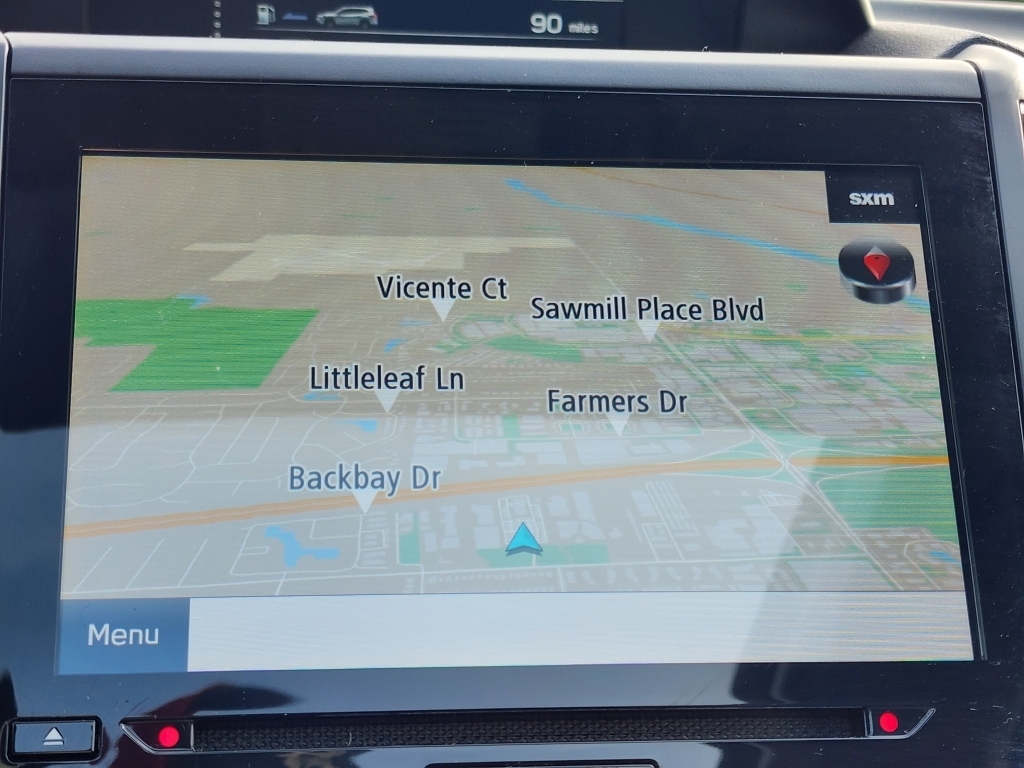 90 miles
sxm
Vicente Ct
Sawmill Place Blvd
Littleleaf Ln
Farmers Dr
Backbay Dr
Menu